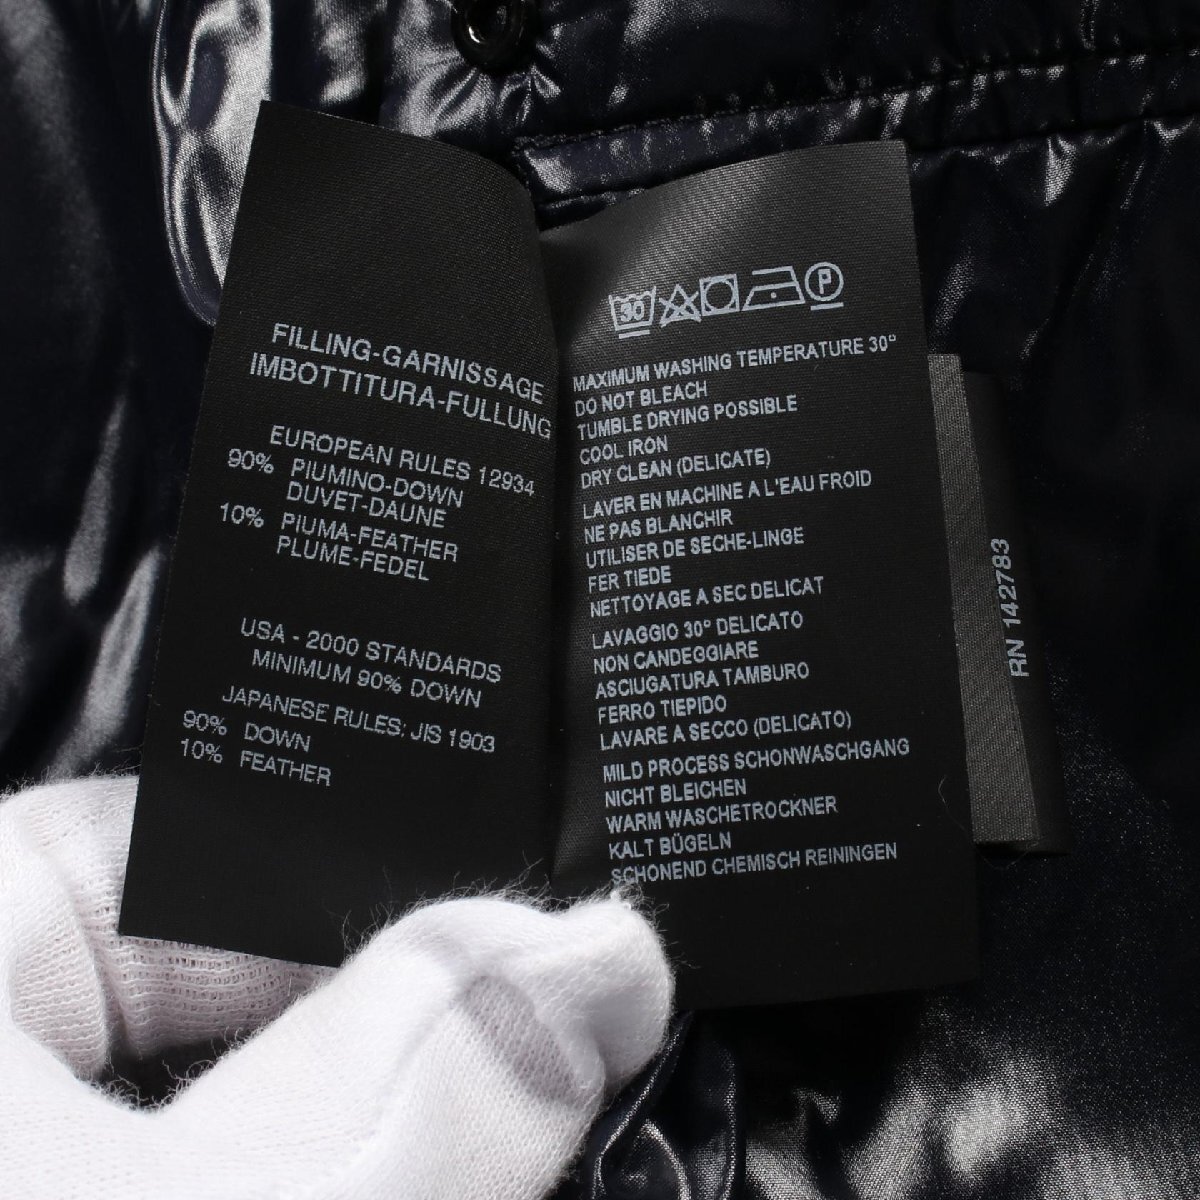 FILLING-GARNISSAGE
IMBOTTITURA-FULLUNG
EUROPEAN RULES 12934
90% PIUMINO-DOWN
DUVET-DAUNE
10% PIUMA-FEATHER
PLUME-FEDEL
USA - 2000 STANDARDS
MINIMUM 90% DOWN
JAPANESE RULES: JIS 1903
90% DOWN
10% FEATHER
30 P
MAXIMUM WASHING TEMPERATURE 30°
DO NOT BLEACH
TUMBLE DRYING POSSIBLE
COOL IRON
DRY CLEAN (DELICATE)
LAVER EN MACHINE A L'EAU FROID
NE PAS BLANCHIR
UTILISER DE SECHE-LINGE
FER TIEDE
NETTOYAGE A SEC DELICAT
LAVAGGIO 30° DELICATO
NON CANDEGGIARE
ASCIUGATURA TAMBURO
FERRO TIEPIDO
LAVARE A SECCO (DELICATO)
MILD PROCESS SCHONWASCHGANG
NICHT BLEICHEN
WARM WASCHETROCKNER
KALT BÜGELN
SCHONEND CHEMISCH REININGEN
RN 142783